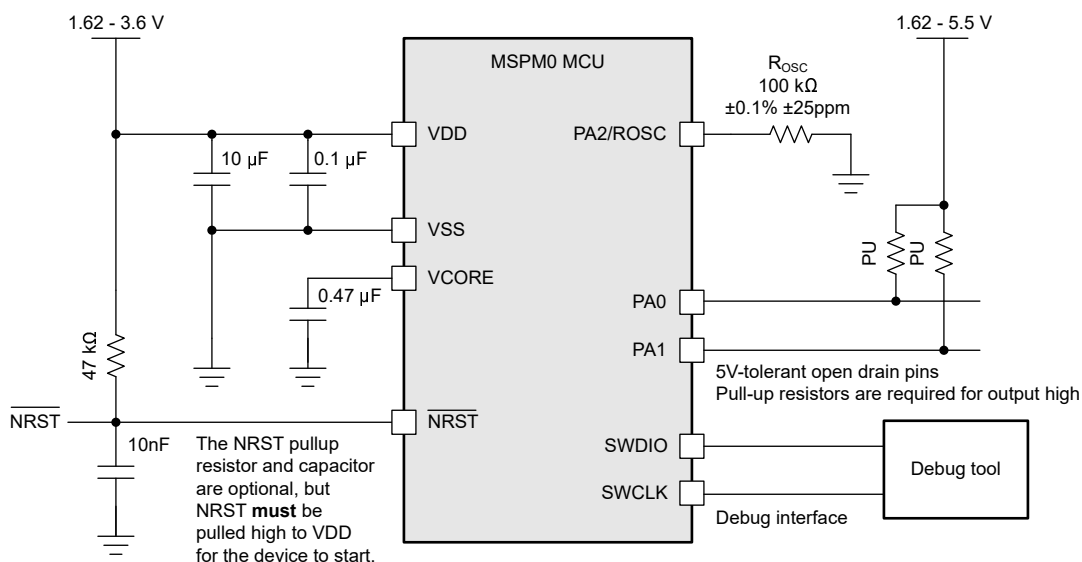 1.62 - 3.6 V
1.62 - 5.5 V
MSPM0 MCU
ROSC
100 kΩ
±0.1% ±25ppm
VDD
PA2/ROSC
10 µF
0.1 µF
VSS
VCORE
0.47 µF
PU
PU
PA0
PA1
47 kΩ
5V-tolerant open drain pins
Pull-up resistors are required for output high
NRST
NRST
10nF
The NRST pullup
resistor and capacitor
are optional, but
NRST must be
pulled high to VDD
for the device to start.
SWDIO
SWCLK
Debug tool
Debug interface